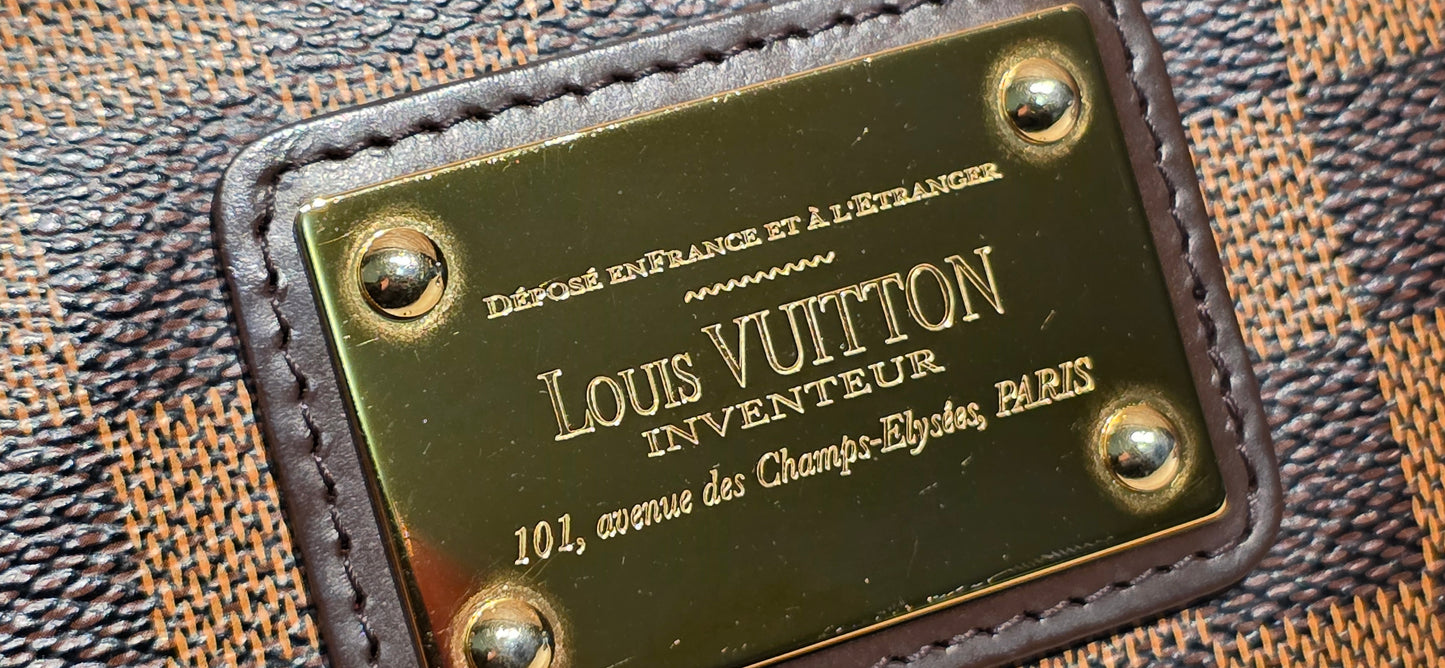 DÉPOSÉ ENFRANCE ET À L'ETRANGER
LOUIS VUITTON
INVENTEUR
101, avenue des Champs-Elysées, PARIS